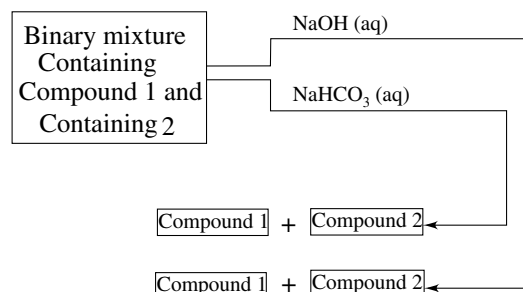 Binary mixture
Containing
Compound 1 and
Containing 2
NaOH (aq)
NaHCO₃ (aq)
Compound 1 + Compound 2
Compound 1 + Compound 2